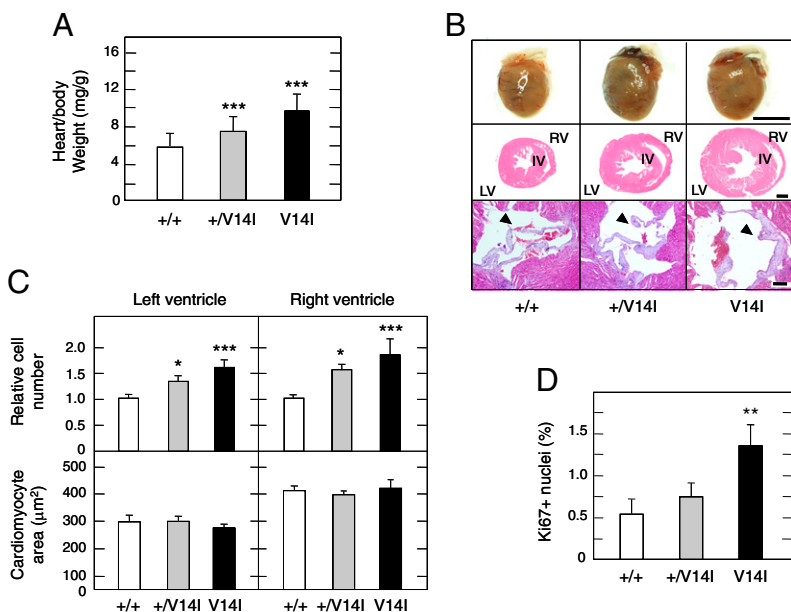 A
Heart/body
Weight (mg/g)
16
12
8
4
0
***
***
+/+
+/V14I
V14I
B
RV
IV
LV
RV
IV
LV
RV
IV
LV
+/+
+/V14I
V14I
C
Left ventricle
Right ventricle
Relative cell
number
2.0
1.5
1.0
0.5
0
*
***
*
***
Cardiomyocyte
area (μm²)
500
400
300
200
100
0
+/+
+/V14I
V14I
+/+
+/V14I
V14I
D
Ki67+ nuclei (%)
1.5
1.0
0.5
0
**
+/+
+/V14I
V14I